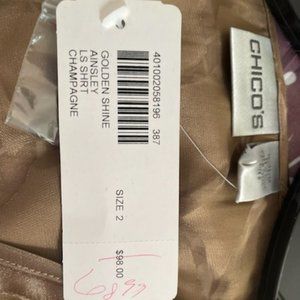 401002058196 387
GOLDEN SHINE
AINSLEY
LS SHRT
CHAMPAGNE
SIZE 2
$98.00
CHICO'S